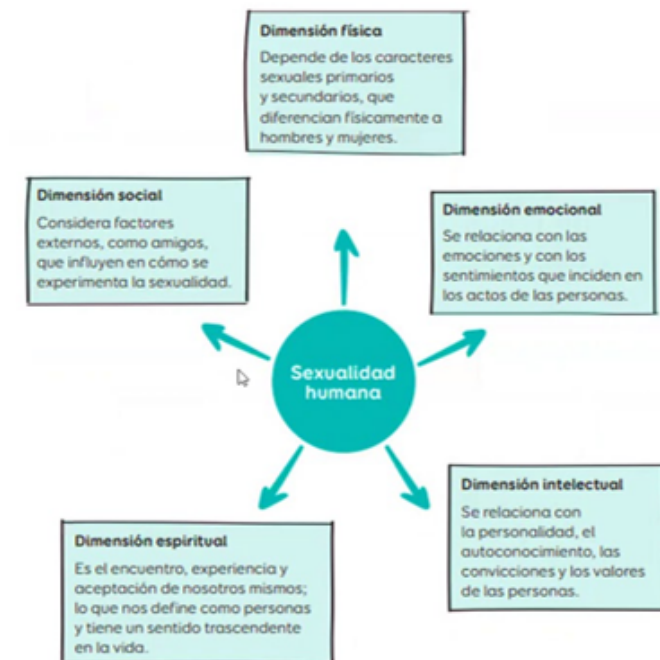 Dimensión física
Depende de los caracteres
sexuales primarios
y secundarios, que
diferencian físicamente a
hombres y mujeres.
Dimensión social
Considera factores
externos, como amigos,
que influyen en cómo se
experimenta la sexualidad.
Dimensión emocional
Se relaciona con las
emociones y con los
sentimientos que inciden en
los actos de las personas.
Sexualidad
humana
Dimensión espiritual
Es el encuentro, experiencia y
aceptación de nosotros mismos;
lo que nos define como personas
y tiene un sentido trascendente
en la vida.
Dimensión intelectual
Se relaciona con
la personalidad, el
autoconocimiento, las
convicciones y los valores
de las personas.